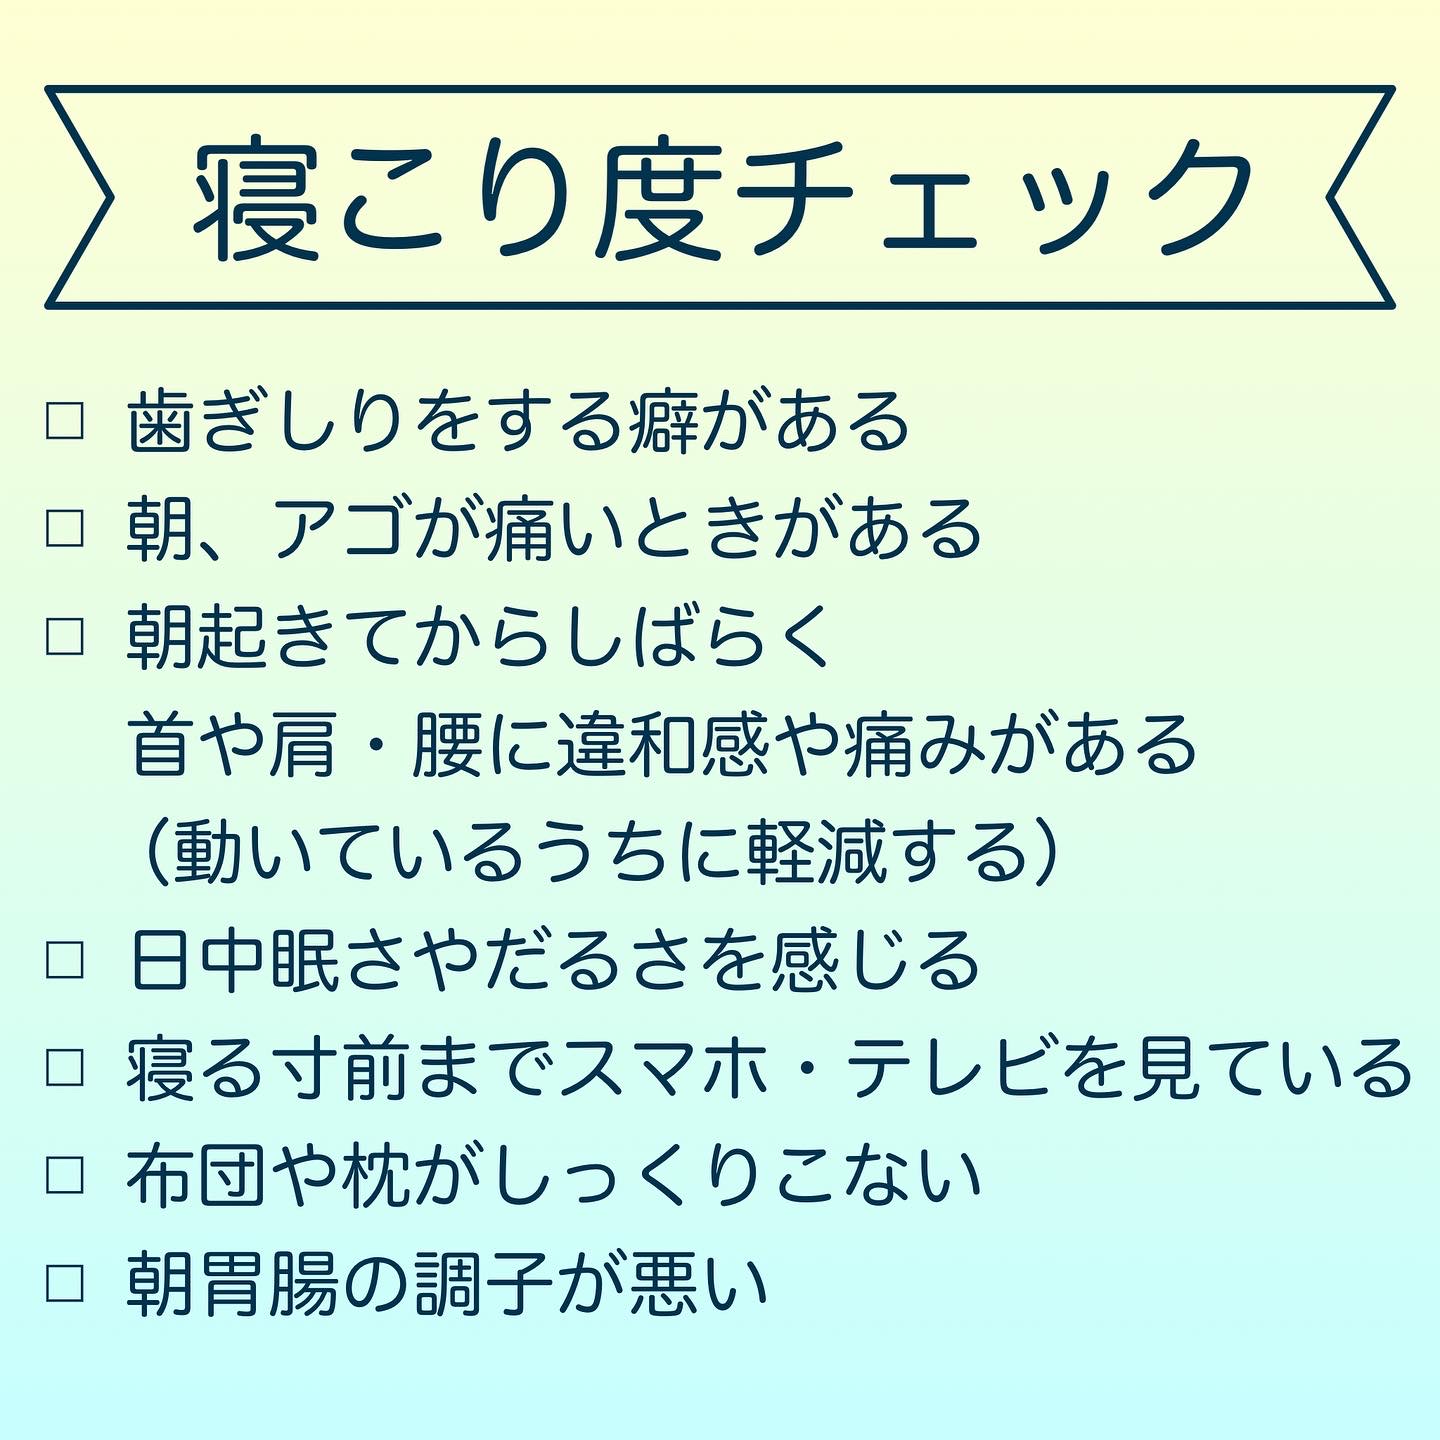 寝こり度チェック
□ 歯ぎしりをする癖がある
□ 朝、アゴが痛いときがある
□ 朝起きてからしばらく
首や肩・腰に違和感や痛みがある
（動いているうちに軽減する）
□ 日中眠さやだるさを感じる
□ 寝る寸前までスマホ・テレビを見ている
□ 布団や枕がしっくりこない
□ 朝胃腸の調子が悪い